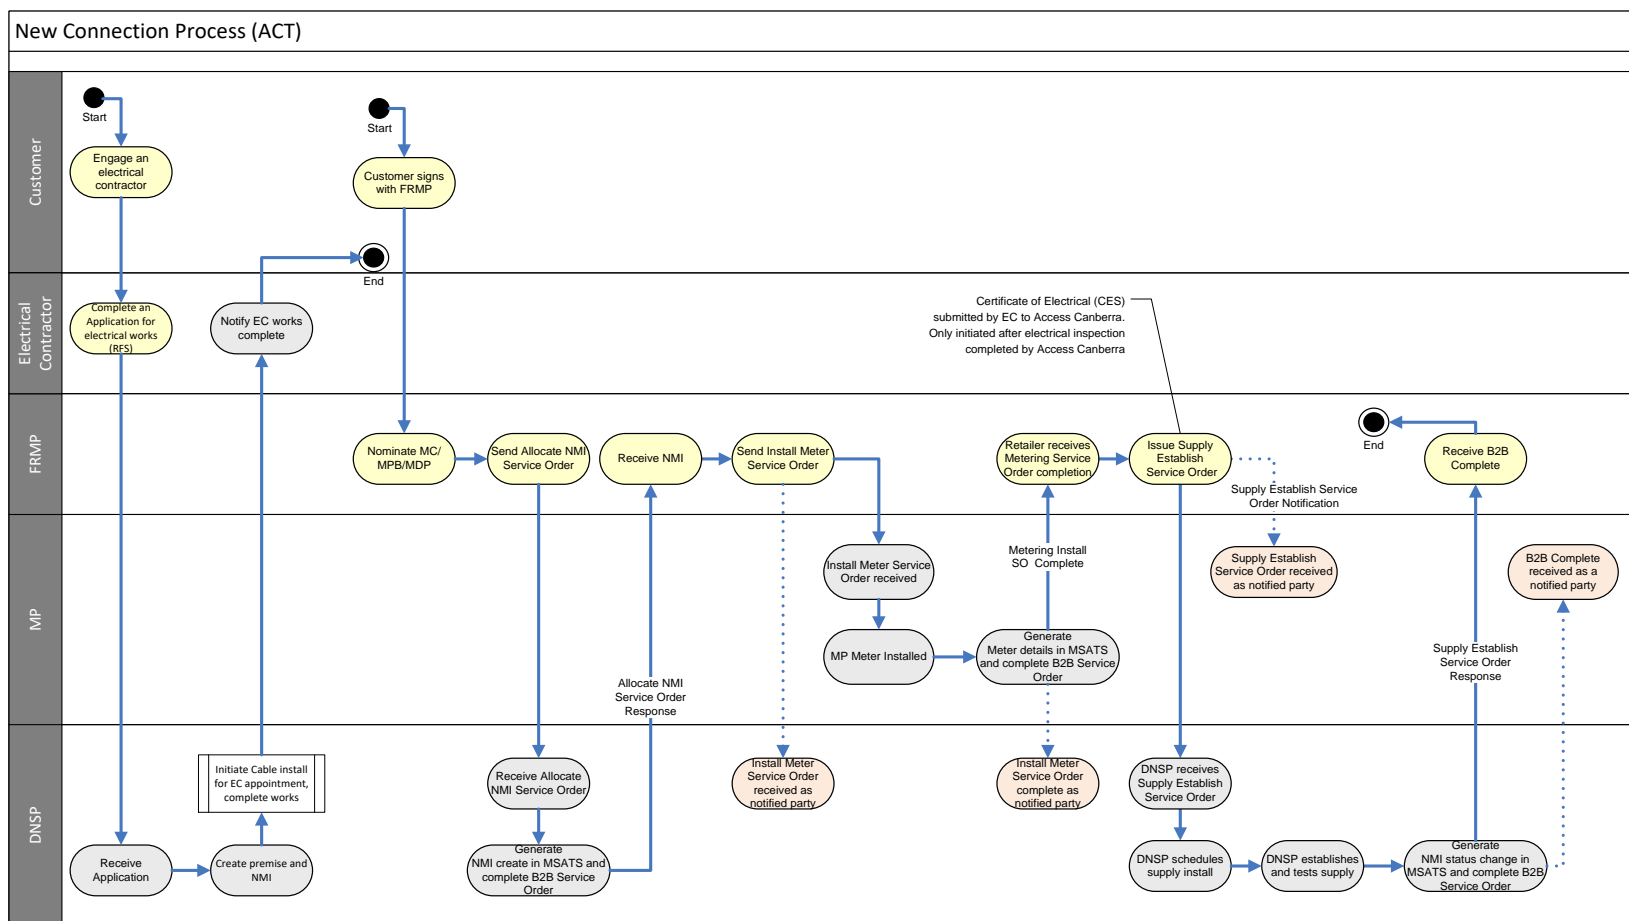 New Connection Process (ACT)
Customer
Start
Engage an
electrical
contractor
Start
Customer signs
with FRMP
End
Electrical
Contractor
Complete an
Application for
electrical works
(RFS)
Notify EC works
complete
Certificate of Electrical (CES)
submitted by EC to Access Canberra.
Only initiated after electrical inspection
completed by Access Canberra
FRMP
Nominate MC/
MPB/MDP
Send Allocate NMI
Service Order
Receive NMI
Send Install Meter
Service Order
Retailer receives
Metering Service
Order completion
Issue Supply
Establish
Service Order
Supply Establish Service
Order Notification
End
Receive B2B
Complete
MP
Install Meter Service
Order received
MP Meter Installed
Metering Install
SO  Complete
Generate
Meter details in MSATS
and complete B2B Service
Order
Supply Establish
Service Order received
as notified party
B2B Complete
received as a
notified party
Allocate NMI
Service Order
Response
Supply Establish
Service Order
Response
DNSP
Initiate Cable install
for EC appointment,
complete works
Receive
Application
Create premise and
NMI
Receive Allocate
NMI Service Order
Generate
NMI create in MSATS and
complete B2B Service
Order
Install Meter
Service Order
received as
notified party
Install Meter
Service Order
complete as
notified party
DNSP receives
Supply Establish
Service Order
DNSP schedules
supply install
DNSP establishes
and tests supply
Generate
NMI status change in
MSATS and complete B2B
Service Order